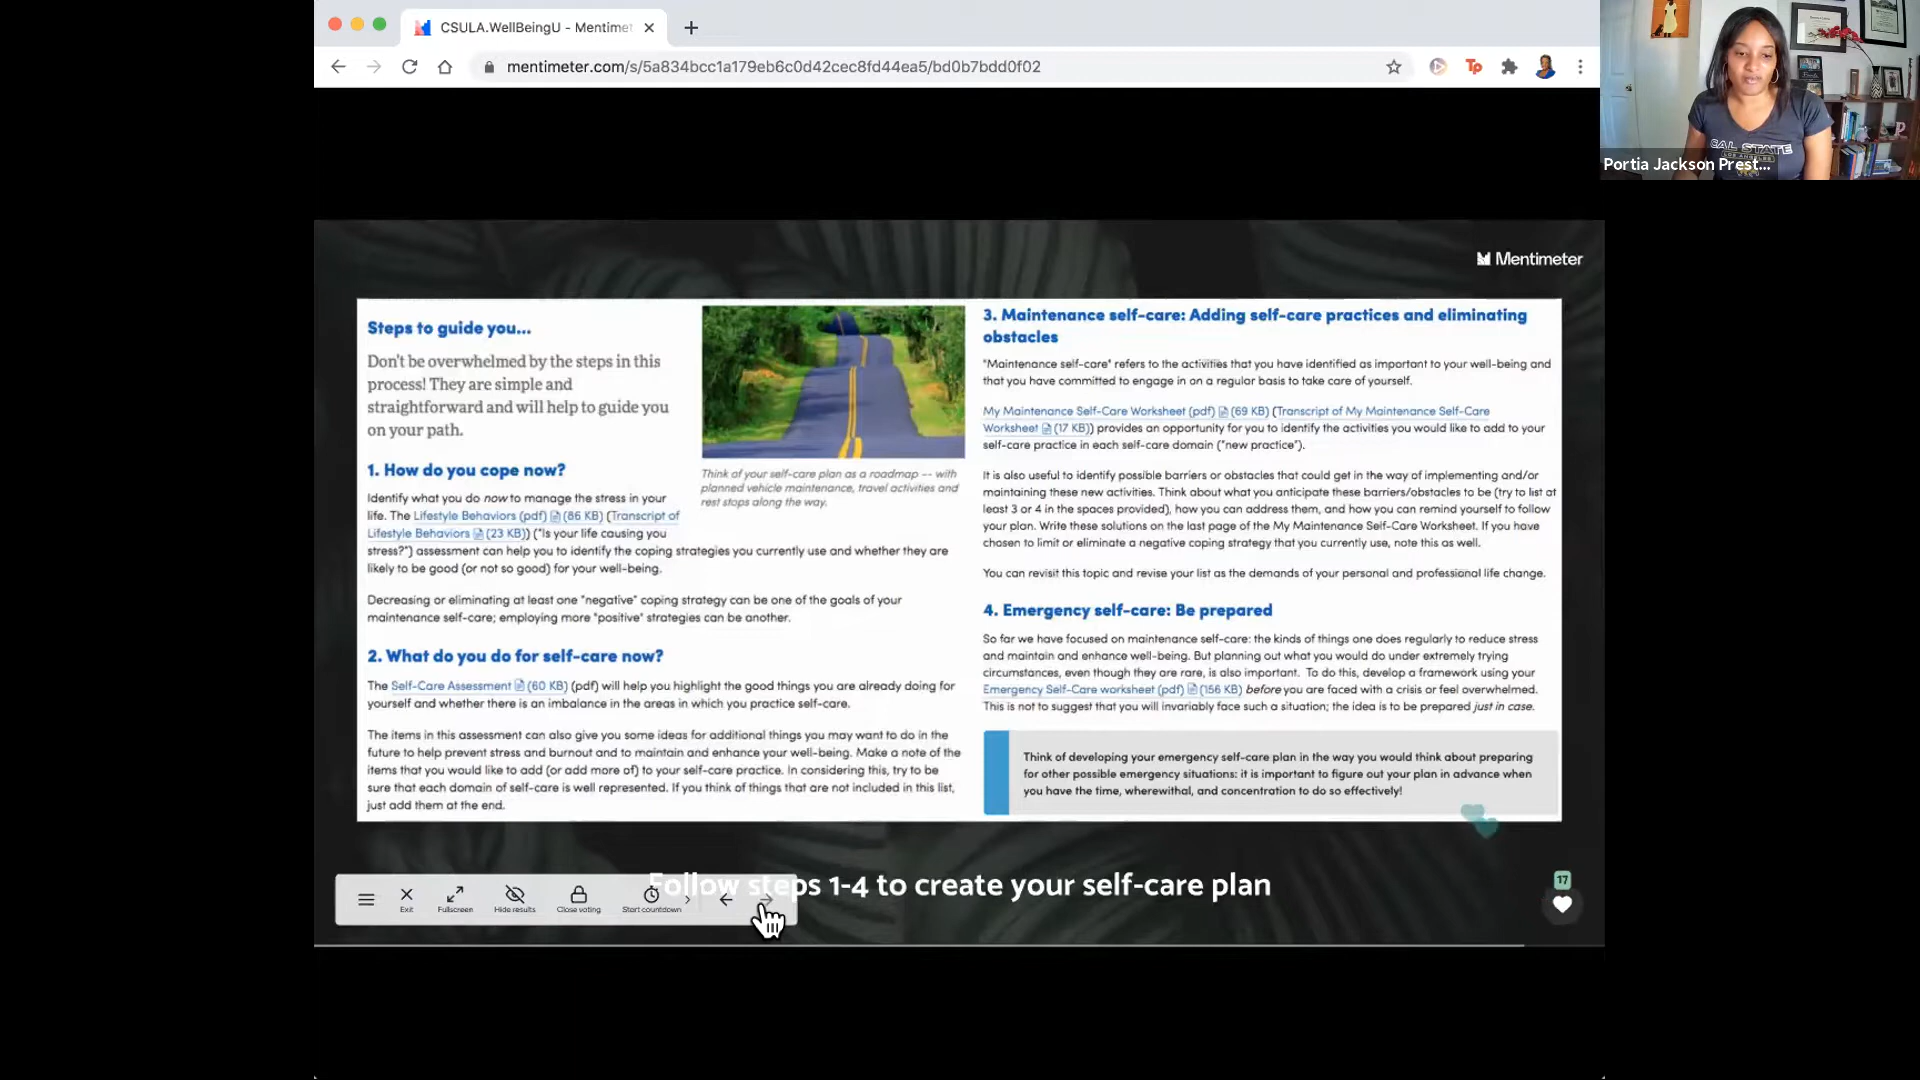 CSULA.WellBeingU - Mentimet
mentimeter.com/s/5a834bcc1a179eb6c0d42cec8fd44ea5/bd0b7bdd0f02
Tp
CAL STATE
LOS ANGELES
Portia Jackson Prest...
Mentimeter
Steps to guide you...
Don't be overwhelmed by the steps in this
process! They are simple and
straightforward and will help to guide you
on your path.
1. How do you cope now?
Identify what you do now to manage the stress in your
life. The Lifestyle Behaviors (pdf) (86 KB) (Transcript of
Lifestyle Behaviors (23 KB)) ("Is your life causing you
stress?") assessment can help you to identify the coping strategies you currently use and whether they are
likely to be good (or not so good) for your well-being.
Decreasing or eliminating at least one "negative" coping strategy can be one of the goals of your
maintenance self-care; employing more "positive" strategies can be another.
2. What do you do for self-care now?
The Self-Care Assessment (60 KB) (pdf) will help you highlight the good things you are already doing for
yourself and whether there is an imbalance in the areas in which you practice self-care.
The items in this assessment can also give you some ideas for additional things you may want to do in the
future to help prevent stress and burnout and to maintain and enhance your well-being. Make a note of the
items that you would like to add (or add more of) to your self-care practice. In considering this, try to be
sure that each domain of self-care is well represented. If you think of things that are not included in this list,
just add them at the end.
Think of your self-care plan as a roadmap -- with
planned vehicle maintenance, travel activities and
rest stops along the way.
3. Maintenance self-care: Adding self-care practices and eliminating
obstacles
"Maintenance self-care" refers to the activities that you have identified as important to your well-being and
that you have committed to engage in on a regular basis to take care of yourself.
My Maintenance Self-Care Worksheet (pdf) (69 KB) (Transcript of My Maintenance Self-Care
Worksheet (17 KB)) provides an opportunity for you to identify the activities you would like to add to your
self-care practice in each self-care domain ("new practice").
It is also useful to identify possible barriers or obstacles that could get in the way of implementing and/or
maintaining these new activities. Think about what you anticipate these barriers/obstacles to be (try to list at
least 3 or 4 in the spaces provided), how you can address them, and how you can remind yourself to follow
your plan. Write these solutions on the last page of the My Maintenance Self-Care Worksheet. If you have
chosen to limit or eliminate a negative coping strategy that you currently use, note this as well.
You can revisit this topic and revise your list as the demands of your personal and professional life change.
4. Emergency self-care: Be prepared
So far we have focused on maintenance self-care: the kinds of things one does regularly to reduce stress
and maintain and enhance well-being. But planning out what you would do under extremely trying
circumstances, even though they are rare, is also important. To do this, develop a framework using your
Emergency Self-Care worksheet (pdf) (156 KB) before you are faced with a crisis or feel overwhelmed.
This is not to suggest that you will invariably face such a situation; the idea is to be prepared just in case.
Think of developing your emergency self-care plan in the way you would think about preparing
for other possible emergency situations: it is important to figure out your plan in advance when
you have the time, wherewithal, and concentration to do so effectively!
Follow steps 1-4 to create your self-care plan
Exit
Fullscreen
Hide results
Close voting
Start countdown
17